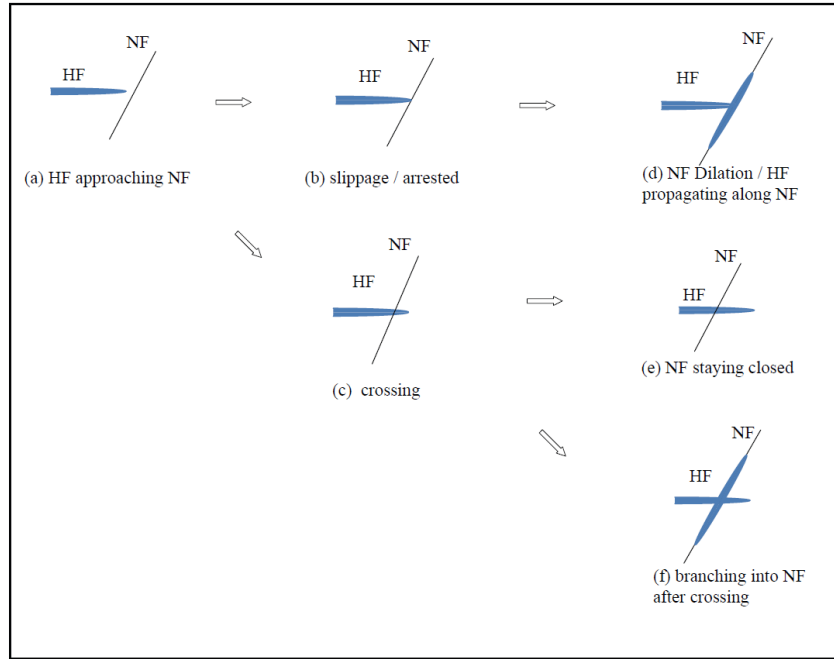 NF
HF
(a) HF approaching NF
NF
HF
(b) slippage / arrested
NF
HF
(d) NF Dilation / HF
propagating along NF
NF
HF
(c) crossing
NF
HF
(e) NF staying closed
NF
HF
(f) branching into NF
after crossing